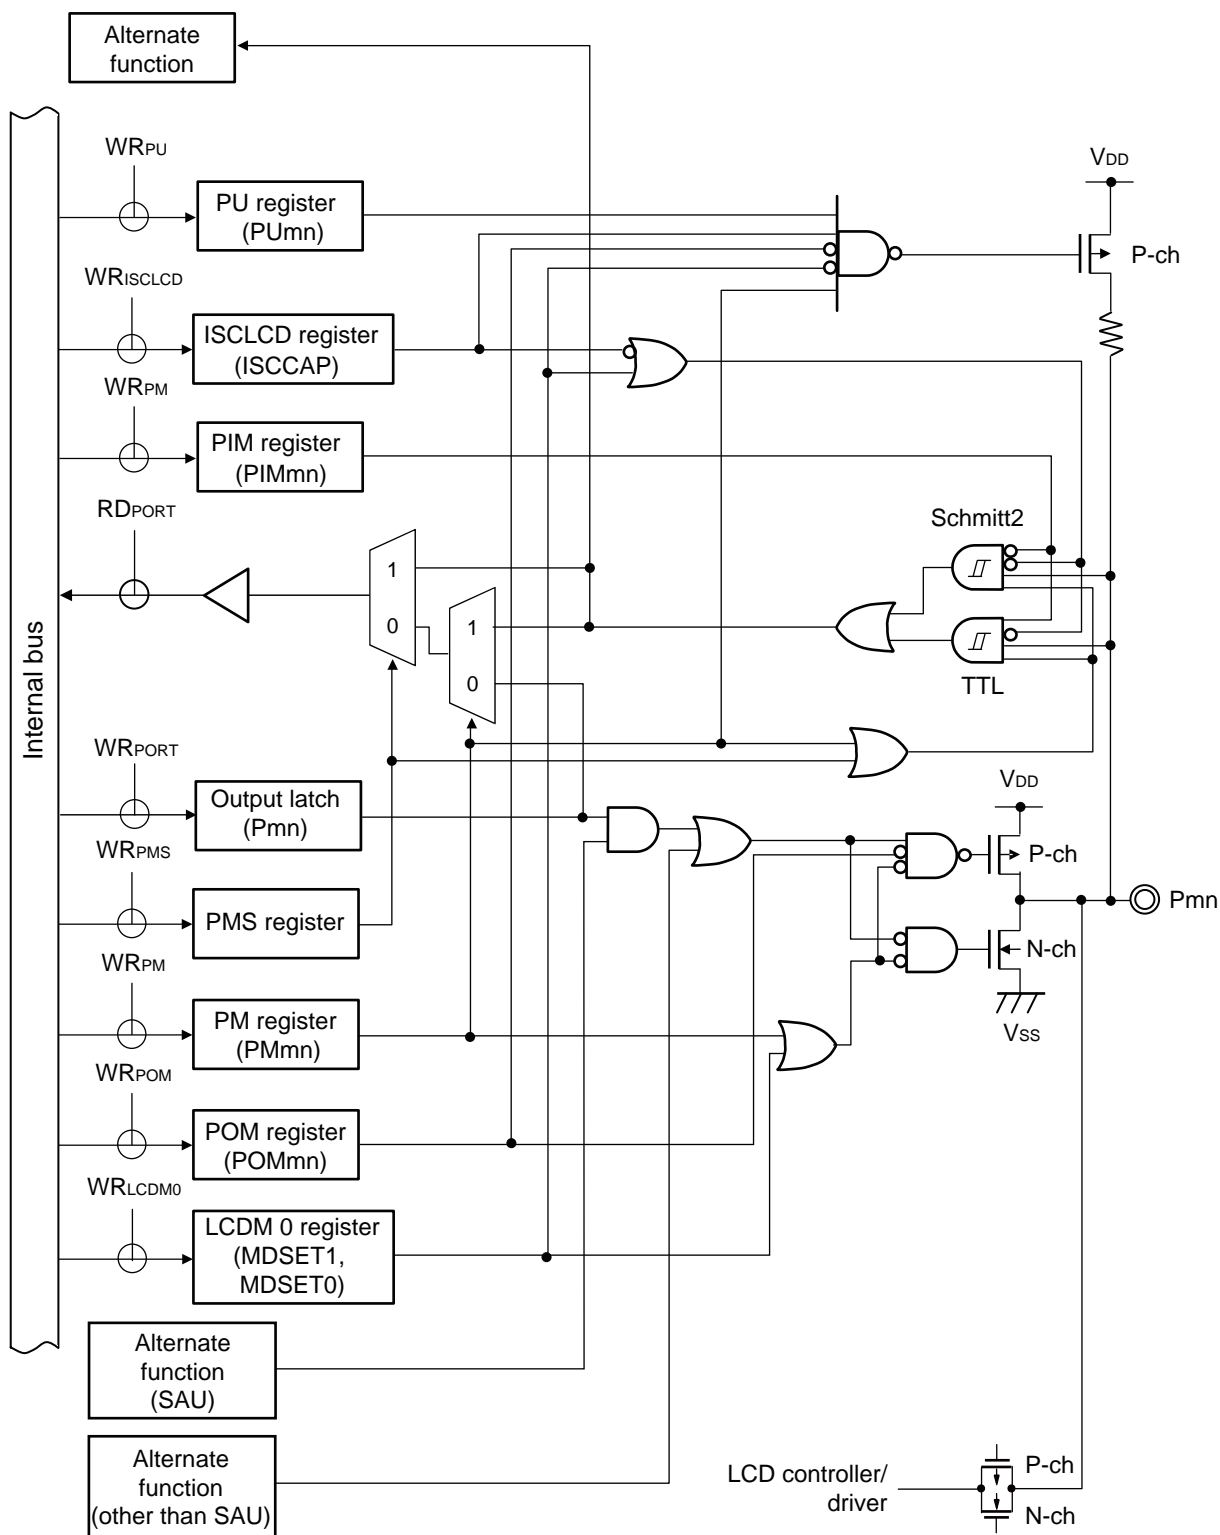 Alternate
function
WRPU
PU register
(PUmn)
VDD
P-ch
WRISCLCD
ISCLCD register
(ISCCAP)
WRPM
PIM register
(PIMmn)
RDPORT
Schmitt2
1
0
1
0
TTL
Internal bus
WRPORT
Output latch
(Pmn)
VDD
P-ch
WRPMS
PMS register
Pmn
N-ch
WRPM
PM register
(PMmn)
VSS
WRPOM
POM register
(POMmn)
WRLCDM0
LCDM 0 register
(MDSET1,
MDSET0)
Alternate
function
(SAU)
Alternate
function
(other than SAU)
LCD controller/
driver
P-ch
N-ch